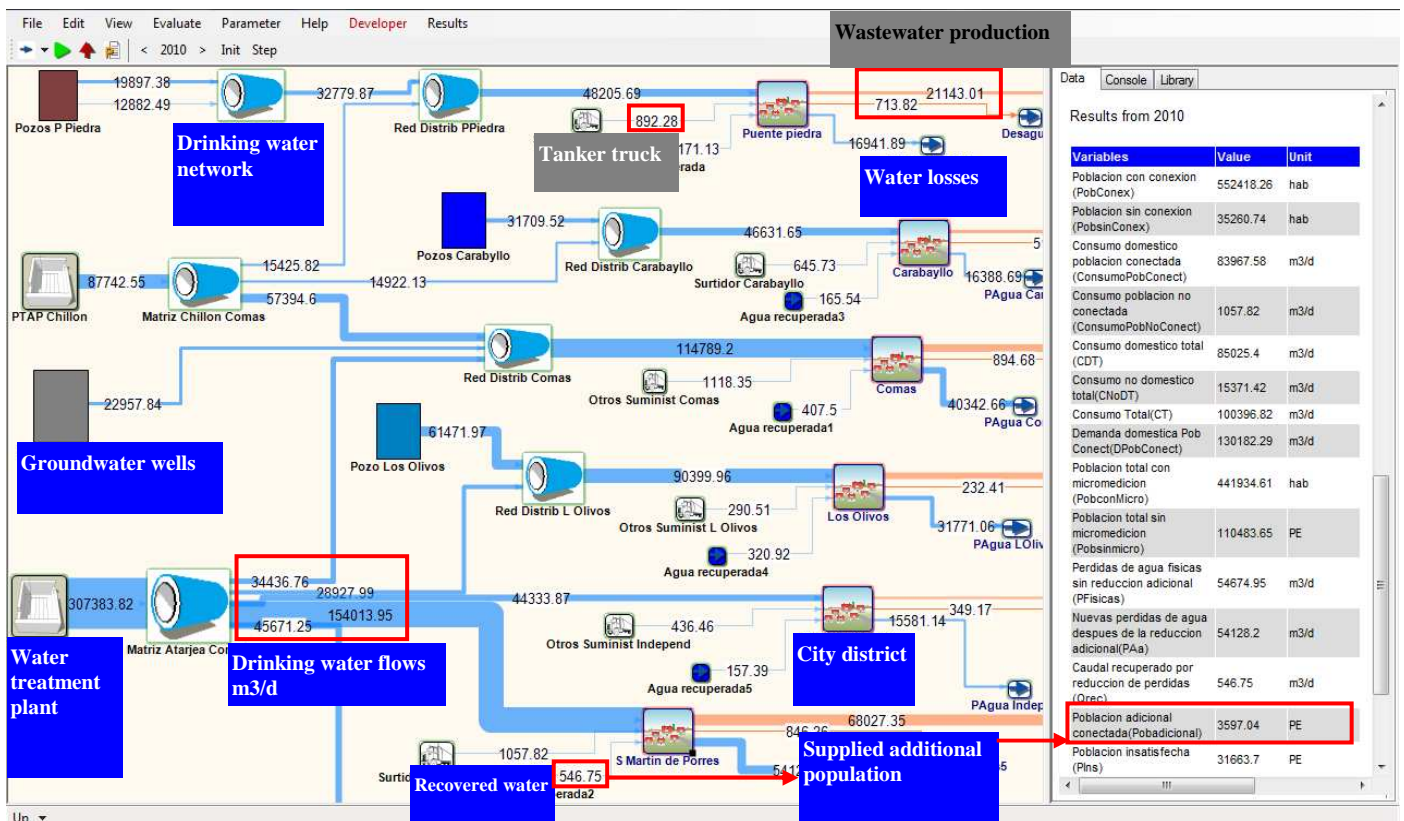 File Edit View Evaluate Parameter Help Developer Results
< 2010 > Init Step
Wastewater production
19897.38
12882.49
Pozos P Piedra
32779.87
Drinking water
network
Red Distrib PPiedra
48205.69
892.28
Tanker truck
171.13
erada
Puente piedra
21143.01
713.82
Desagu
16941.89
Water losses
31709.52
Pozos Carabyllo
Red Distrib Carabayllo
46631.65
645.73
Surtidor Carabayllo
165.54
Agua recuperada3
Carabayllo
51
16388.69
PAgua Car
87742.55
PTAP Chillon
Matriz Chillon Comas
15425.82
14922.13
57394.6
Red Distrib Comas
114789.2
1118.35
Otros Suminist Comas
407.5
Agua recuperada1
Comas
894.68
40342.66
PAgua Co
22957.84
Groundwater wells
61471.97
Pozo Los Olivos
Red Distrib L Olivos
90399.96
290.51
Otros Suminist L Olivos
320.92
Agua recuperada4
Los Olivos
232.41
31771.06
PAgua LOliv
307383.82
Water
treatment
plant
Matriz Atarjea Co
34436.76
28927.99
154013.95
45671.25
Drinking water flows
m3/d
44333.87
436.46
Otros Suminist Independ
157.39
Agua recuperada5
City district
349.17
15581.14
PAgua Indep
1057.82
Surtid
Recovered water
546.75
erada2
S Martin de Porres
68027.35
846.26
541
Supplied additional
population
Data Console Library
Results from 2010
Variables Value Unit
Poblacion con conexion
(PobConex) 552418.26 hab
Poblacion sin conexion
(PobsinConex) 35260.74 hab
Consumo domestico
poblacion conectada
(ConsumoPobConect) 83967.58 m3/d
Consumo poblacion no
conectada
(ConsumoPobNoConect) 1057.82 m3/d
Consumo domestico total
(CDT) 85025.4 m3/d
Consumo no domestico
total(CNoDT) 15371.42 m3/d
Consumo Total(CT) 100396.82 m3/d
Demanda domestica Pob
Conect(DPobConect) 130182.29 m3/d
Poblacion total con
micromedicion
(PobconMicro) 441934.61 hab
Poblacion total sin
micromedicion
(Pobsinmicro) 110483.65 PE
Perdidas de agua fisicas
sin reduccion adicional
(PFisicas) 54674.95 m3/d
Nuevas perdidas de agua
despues de la reduccion
adicional(PAa) 54128.2 m3/d
Caudal recuperado por
reduccion de perdidas
(Qrec) 546.75 m3/d
Poblacion adicional
conectada(Pobadicional) 3597.04 PE
Poblacion insatisfecha
(PIns) 31663.7 PE
Up